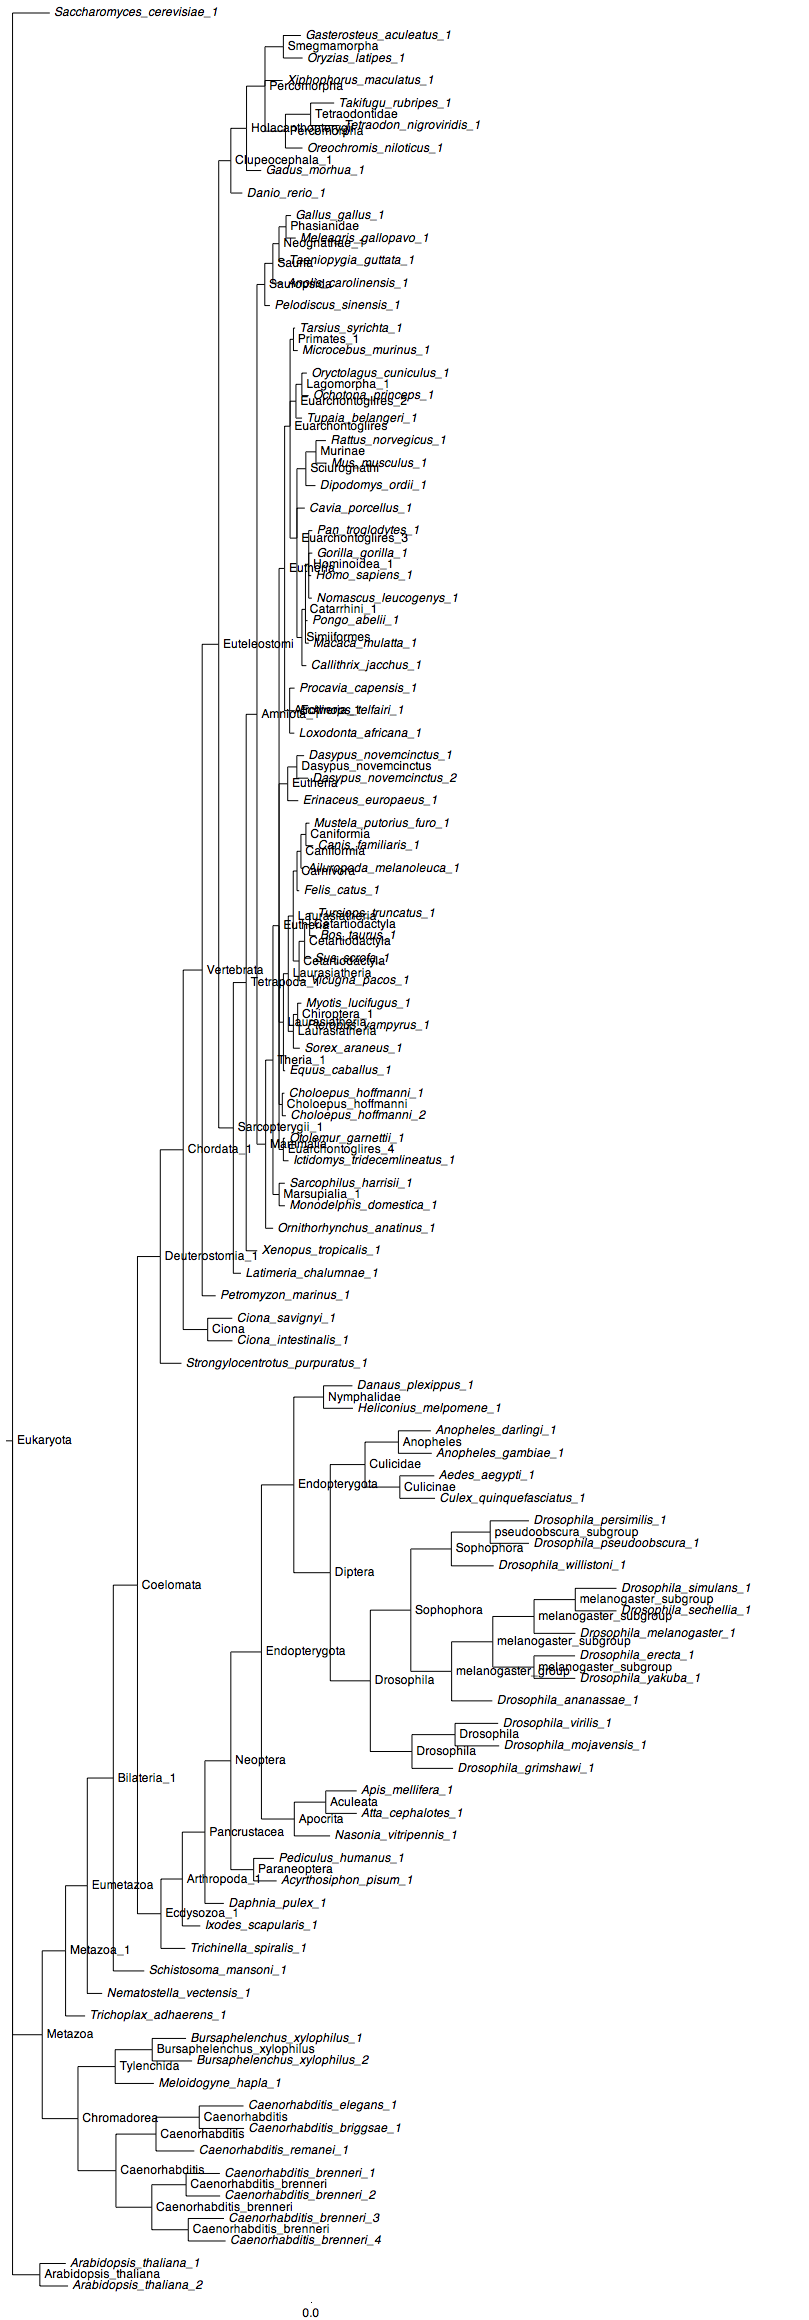 Saccharomyces_cerevisiae_1
Gasterosteus_aculeatus_1
Smegmamorpha
Oryzias_latipes_1
Xiphophorus_maculatus_1
Percomorpha
Takifugu_rubripes_1
Tetraodontidae
Tetraodon_nigroviridis_1
Holacanthopterygii
Percomorpha
Oreochromis_niloticus_1
Clupeocephala_1
Gadus_morhua_1
Danio_rerio_1
Gallus_gallus_1
Phasianidae
Meleagris_gallopavo_1
Neognathae_1
Taeniopygia_guttata_1
Sauria
Anolis_carolinensis_1
Sauropsida
Pelodiscus_sinensis_1
Tarsius_syrichta_1
Primates_1
Microcebus_murinus_1
Oryctolagus_cuniculus_1
Lagomorpha_1
Ochotona_princeps_1
Euarchontoglires_2
Tupaia_belangeri_1
Euarchontoglires
Rattus_norvegicus_1
Murinae
Mus_musculus_1
Sciurognathi
Dipodomys_ordii_1
Cavia_porcellus_1
Pan_troglodytes_1
Euarchontoglires_3
Gorilla_gorilla_1
Hominoidea_1
Eutheria
Homo_sapiens_1
Nomascus_leucogenys_1
Catarrhini_1
Pongo_abelii_1
Simiiformes
Macaca_mulatta_1
Euteleostomi
Callithrix_jacchus_1
Procavia_capensis_1
Afrotheria_1
Echinops_telfairi_1
Amniota_1
Loxodonta_africana_1
Dasypus_novemcinctus_1
Dasypus_novemcinctus
Dasypus_novemcinctus_2
Eutheria
Erinaceus_europaeus_1
Mustela_putorius_furo_1
Caniformia
Canis_familiaris_1
Caniformia
Ailuropoda_melanoleuca_1
Carnivora
Felis_catus_1
Tursiops_truncatus_1
Laurasiatheria
Eutheria
Cetartiodactyla
Bos_taurus_1
Cetartiodactyla
Sus_scrofa_1
Cetartiodactyla
Vertebrata
Laurasiatheria
Vicugna_pacos_1
Tetrapoda_1
Myotis_lucifugus_1
Chiroptera_1
Laurasiatheria
Pteropus_vampyrus_1
Laurasiatheria
Sorex_araneus_1
Theria_1
Equus_caballus_1
Choloepus_hoffmanni_1
Choloepus_hoffmanni
Choloepus_hoffmanni_2
Sarcopterygii_1
Otolemur_garnettii_1
Mammalia
Chordata_1
Euarchontoglires_4
Ictidomys_tridecemlineatus_1
Sarcophilus_harrisii_1
Marsupialia_1
Monodelphis_domestica_1
Ornithorhynchus_anatinus_1
Xenopus_tropicalis_1
Deuterostomia_1
Latimeria_chalumnae_1
Petromyzon_marinus_1
Ciona_savignyi_1
Ciona
Ciona_intestinalis_1
Strongylocentrotus_purpuratus_1
Danaus_plexippus_1
Nymphalidae
Heliconius_melpomene_1
Anopheles_darlingi_1
Eukaryota
Anopheles
Anopheles_gambiae_1
Culicidae
Aedes_aegypti_1
Endopterygota
Culicinae
Culex_quinquefasciatus_1
Drosophila_persimilis_1
pseudoobscura_subgroup
Drosophila_pseudoobscura_1
Sophophora
Drosophila_willistoni_1
Diptera
Coelomata
Drosophila_simulans_1
melanogaster_subgroup
Sophophora
Drosophila_sechellia_1
melanogaster_subgroup
Drosophila_melanogaster_1
melanogaster_subgroup
Endopterygota
Drosophila_erecta_1
melanogaster_subgroup
melanogaster_group
Drosophila_yakuba_1
Drosophila
Drosophila_ananassae_1
Drosophila_virilis_1
Drosophila
Drosophila_mojavensis_1
Drosophila
Neoptera
Drosophila_grimshawi_1
Bilateria_1
Apis_mellifera_1
Aculeata
Atta_cephalotes_1
Apocrita
Pancrustacea
Nasonia_vitripennis_1
Pediculus_humanus_1
Paraneoptera
Arthropoda_1
Acyrthosiphon_pisum_1
Eumetazoa
Daphnia_pulex_1
Ecdysozoa_1
Ixodes_scapularis_1
Trichinella_spiralis_1
Metazoa_1
Schistosoma_mansoni_1
Nematostella_vectensis_1
Trichoplax_adhaerens_1
Metazoa
Bursaphelenchus_xylophilus_1
Bursaphelenchus_xylophilus
Bursaphelenchus_xylophilus_2
Tylenchida
Meloidogyne_hapla_1
Caenorhabditis_elegans_1
Chromadorea
Caenorhabditis
Caenorhabditis_briggsae_1
Caenorhabditis
Caenorhabditis_remanei_1
Caenorhabditis
Caenorhabditis_brenneri_1
Caenorhabditis_brenneri
Caenorhabditis_brenneri_2
Caenorhabditis_brenneri
Caenorhabditis_brenneri_3
Caenorhabditis_brenneri
Caenorhabditis_brenneri_4
Arabidopsis_thaliana_1
Arabidopsis_thaliana
Arabidopsis_thaliana_2
0.0